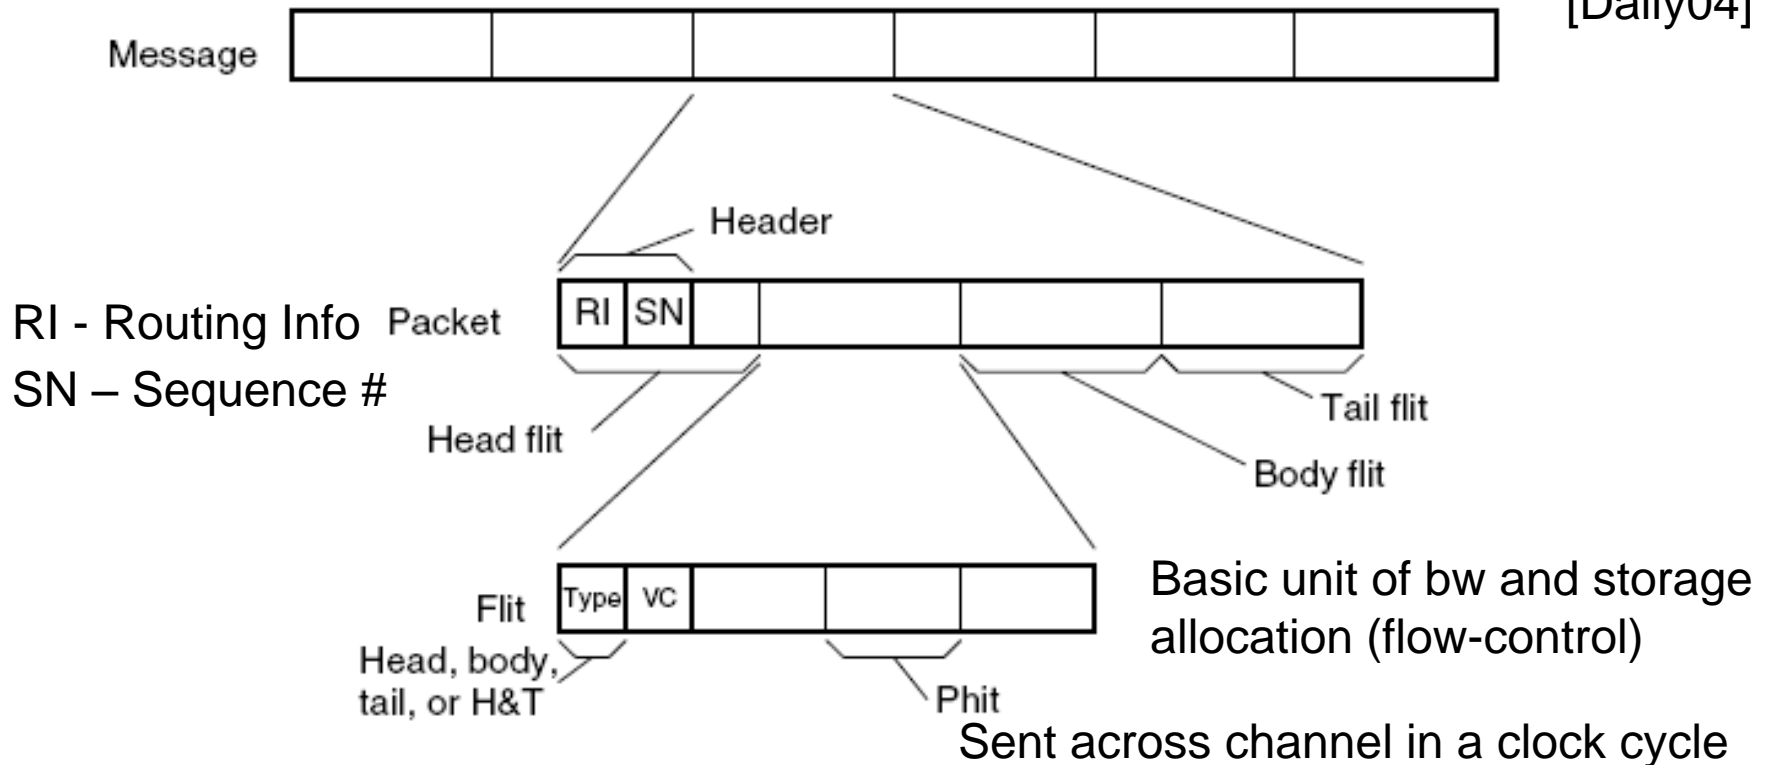 [Dally04]
Message
Header
RI - Routing Info
Packet
RI
SN
SN – Sequence #
Tail flit
Head flit
Body flit
Flit
Type
VC
Basic unit of bw and storage
allocation (flow-control)
Head, body,
tail, or H&T
Phit
Sent across channel in a clock cycle